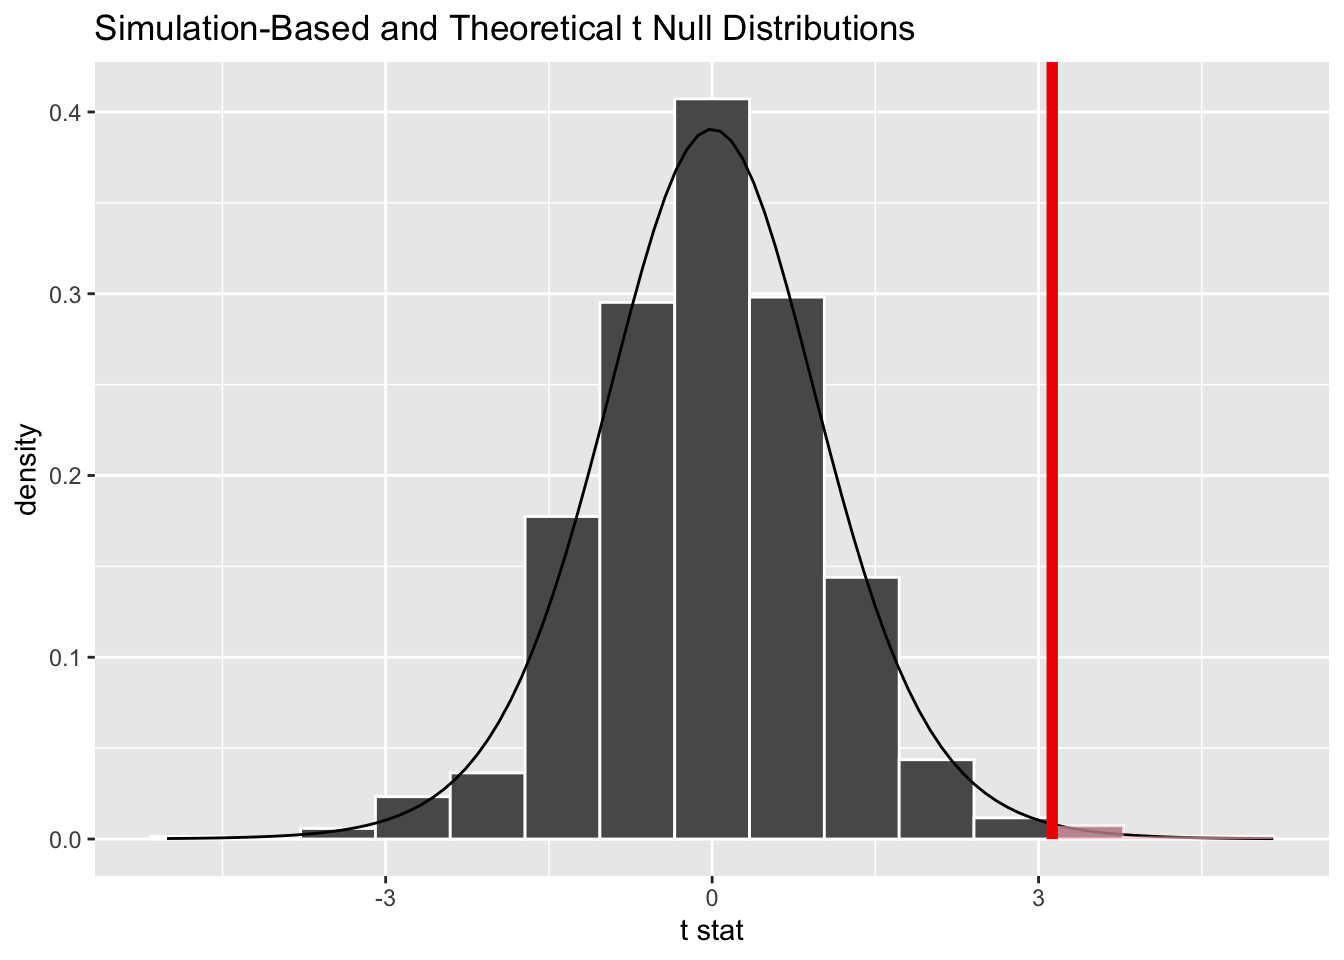 Simulation-Based and Theoretical t Null Distributions
0.4
0.3
0.2
0.1
0.0
density
-3 0 3
t stat